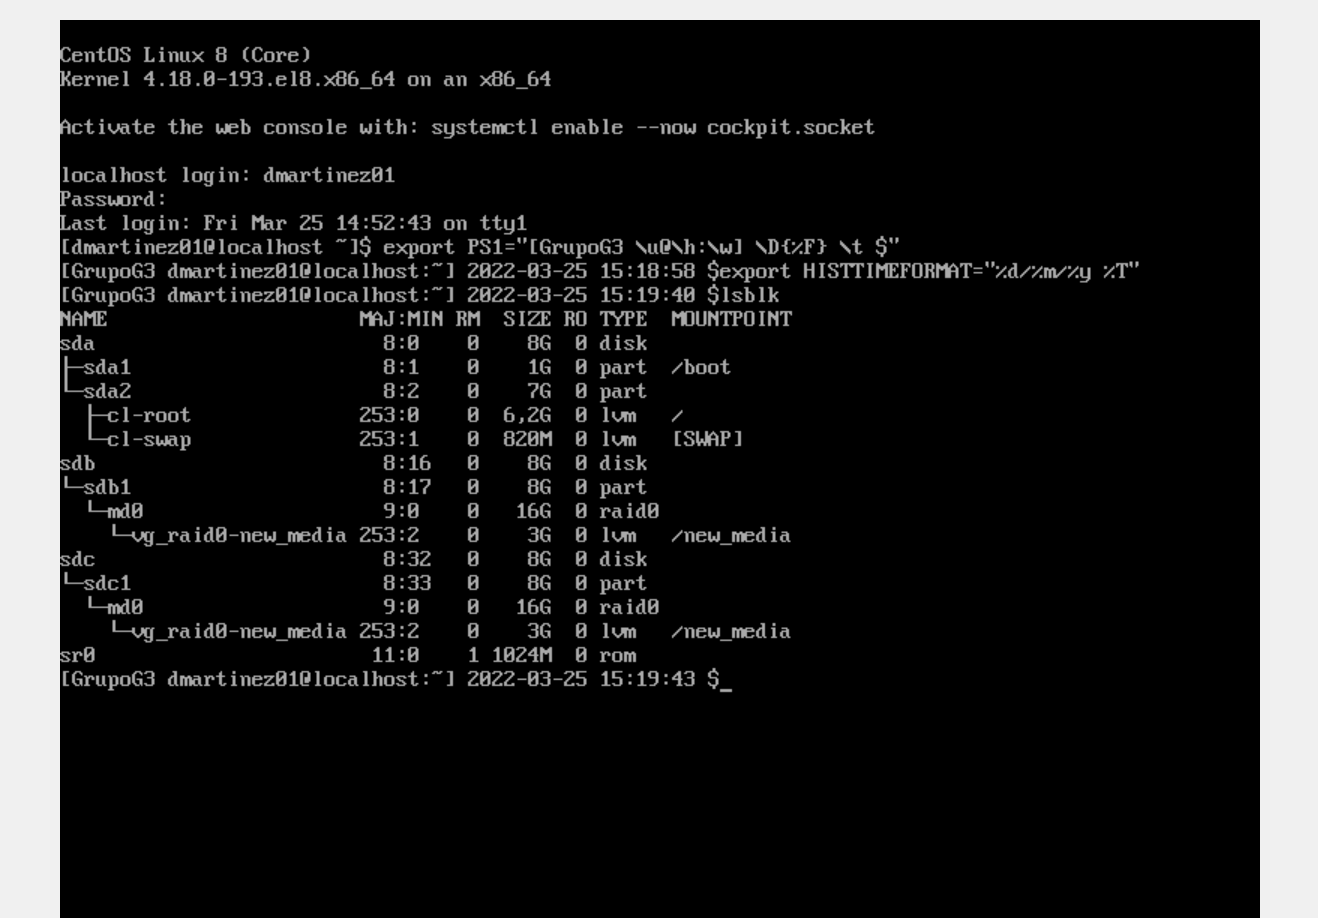 CentOS Linux 8 (Core)
Kernel 4.18.0-193.el8.x86_64 on an x86_64
Activate the web console with: systemctl enable --now cockpit.socket
localhost login: dmartinez01
Password:
Last login: Fri Mar 25 14:52:43 on tty1
[dmartinez01@localhost ~]$ export PS1="[GrupoG3 \u@\h:\w] \D{%F} \t $"
[GrupoG3 dmartinez01@localhost:~] 2022-03-25 15:18:58 $export HISTTIMEFORMAT="%d/%m/%y %T"
[GrupoG3 dmartinez01@localhost:~] 2022-03-25 15:19:40 $lsblk
NAME                     MAJ:MIN RM  SIZE RO TYPE  MOUNTPOINT
sda                        8:0    0    8G  0 disk
├─sda1                     8:1    0    1G  0 part  /boot
└─sda2                     8:2    0    7G  0 part
  ├─cl-root              253:0    0  6,2G  0 lvm   /
  └─cl-swap              253:1    0  820M  0 lvm   [SWAP]
sdb                        8:16   0    8G  0 disk
└─sdb1                     8:17   0    8G  0 part
  └─md0                    9:0    0   16G  0 raid0
    └─vg_raid0-new_media 253:2    0    3G  0 lvm   /new_media
sdc                        8:32   0    8G  0 disk
└─sdc1                     8:33   0    8G  0 part
  └─md0                    9:0    0   16G  0 raid0
    └─vg_raid0-new_media 253:2    0    3G  0 lvm   /new_media
sr0                       11:0    1 1024M  0 rom
[GrupoG3 dmartinez01@localhost:~] 2022-03-25 15:19:43 $_